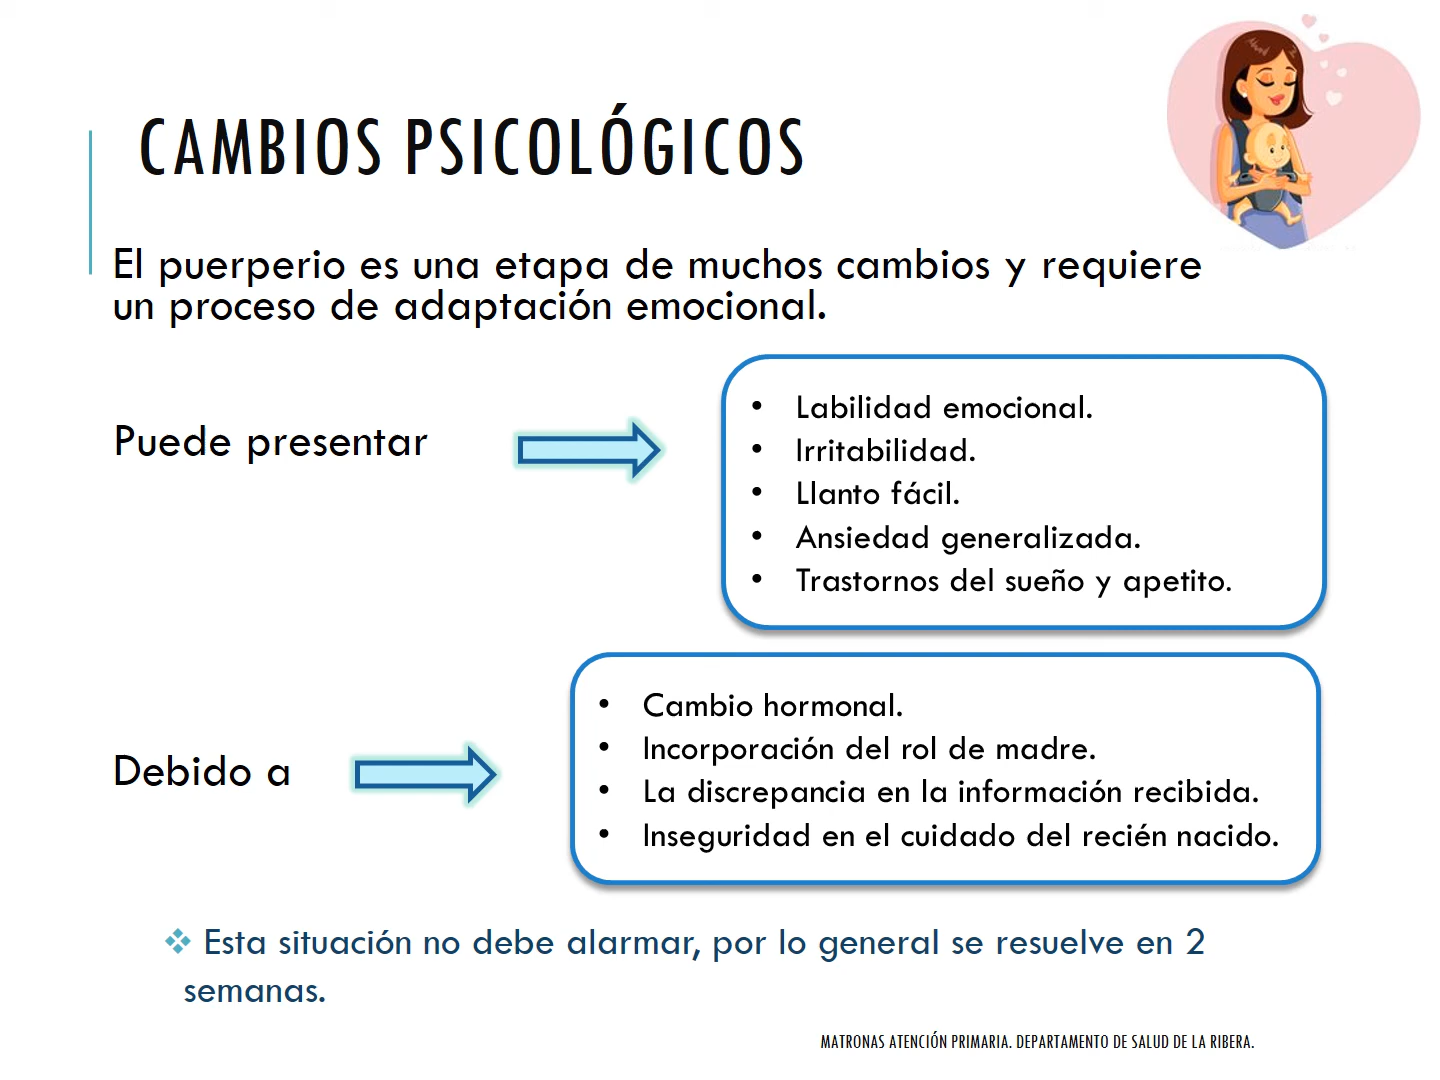 CAMBIOS PSICOLÓGICOS
El puerperio es una etapa de muchos cambios y requiere
un proceso de adaptación emocional.
Puede presentar
• Labilidad emocional.
• Irritabilidad.
• Llanto fácil.
• Ansiedad generalizada.
• Trastornos del sueño y apetito.
Debido a
• Cambio hormonal.
• Incorporación del rol de madre.
• La discrepancia en la información recibida.
• Inseguridad en el cuidado del recién nacido.
❖ Esta situación no debe alarmar, por lo general se resuelve en 2
semanas.
MATRONAS ATENCIÓN PRIMARIA. DEPARTAMENTO DE SALUD DE LA RIBERA.